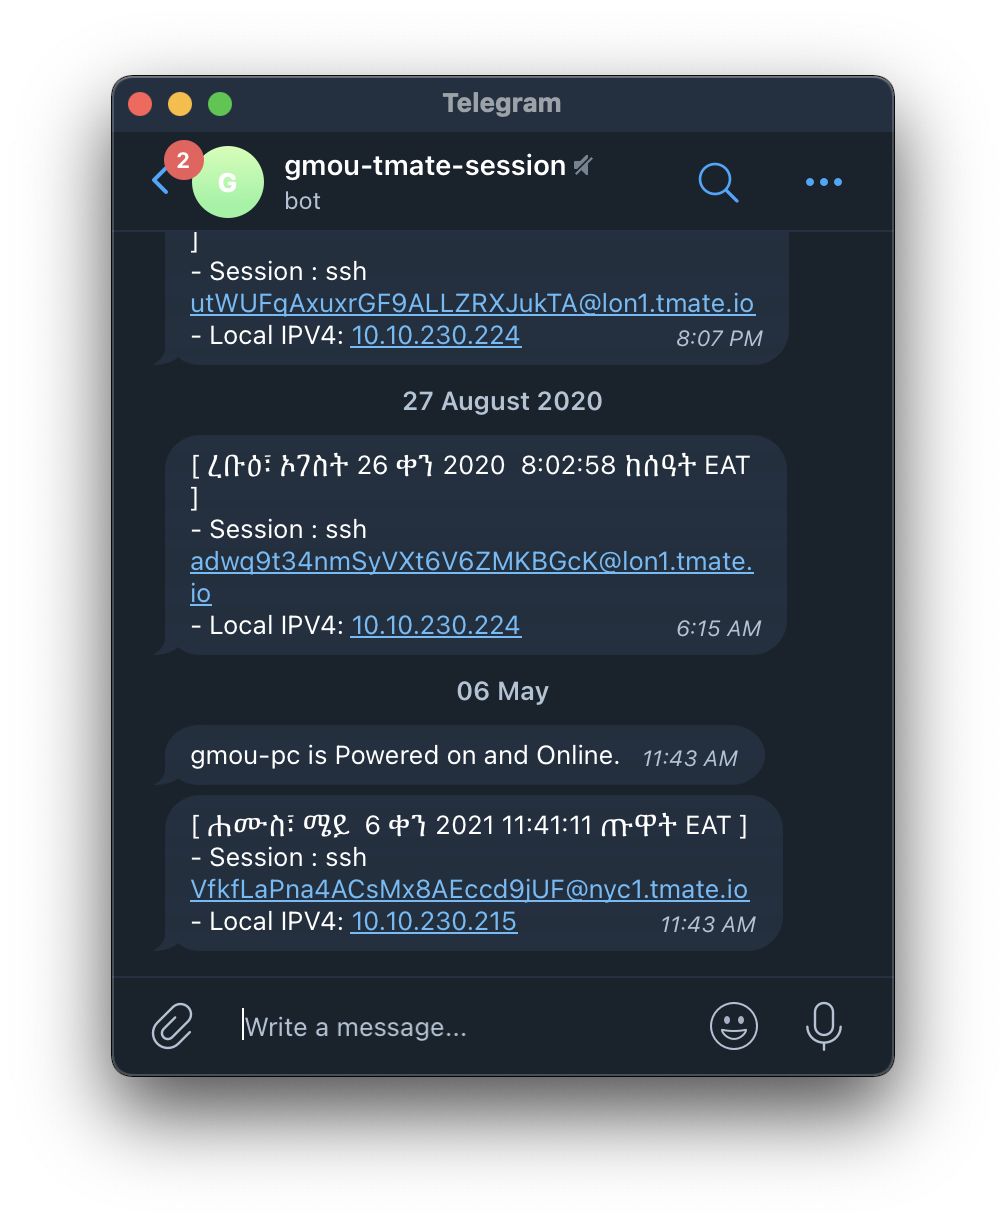 Telegram
2
G
gmou-tmate-session
bot
]
- Session : ssh
utWUFqAxuxrGF9ALLZRXJukTA@lon1.tmate.io
- Local IPV4: 10.10.230.224
8:07 PM
27 August 2020
[ ረቡዕ፣ ኦገስት 26 ቀን 2020  8:02:58 ከሰዓት EAT
]
- Session : ssh
adwq9t34nmSyVXt6V6ZMKBGcK@lon1.tmate.
io
- Local IPV4: 10.10.230.224
6:15 AM
06 May
gmou-pc is Powered on and Online.
11:43 AM
[ ሐሙስ፣ ሜይ  6 ቀን 2021 11:41:11 ጡዋት EAT ]
- Session : ssh
VfkfLaPna4ACsMx8AEccd9jUF@nyc1.tmate.io
- Local IPV4: 10.10.230.215
11:43 AM
Write a message...